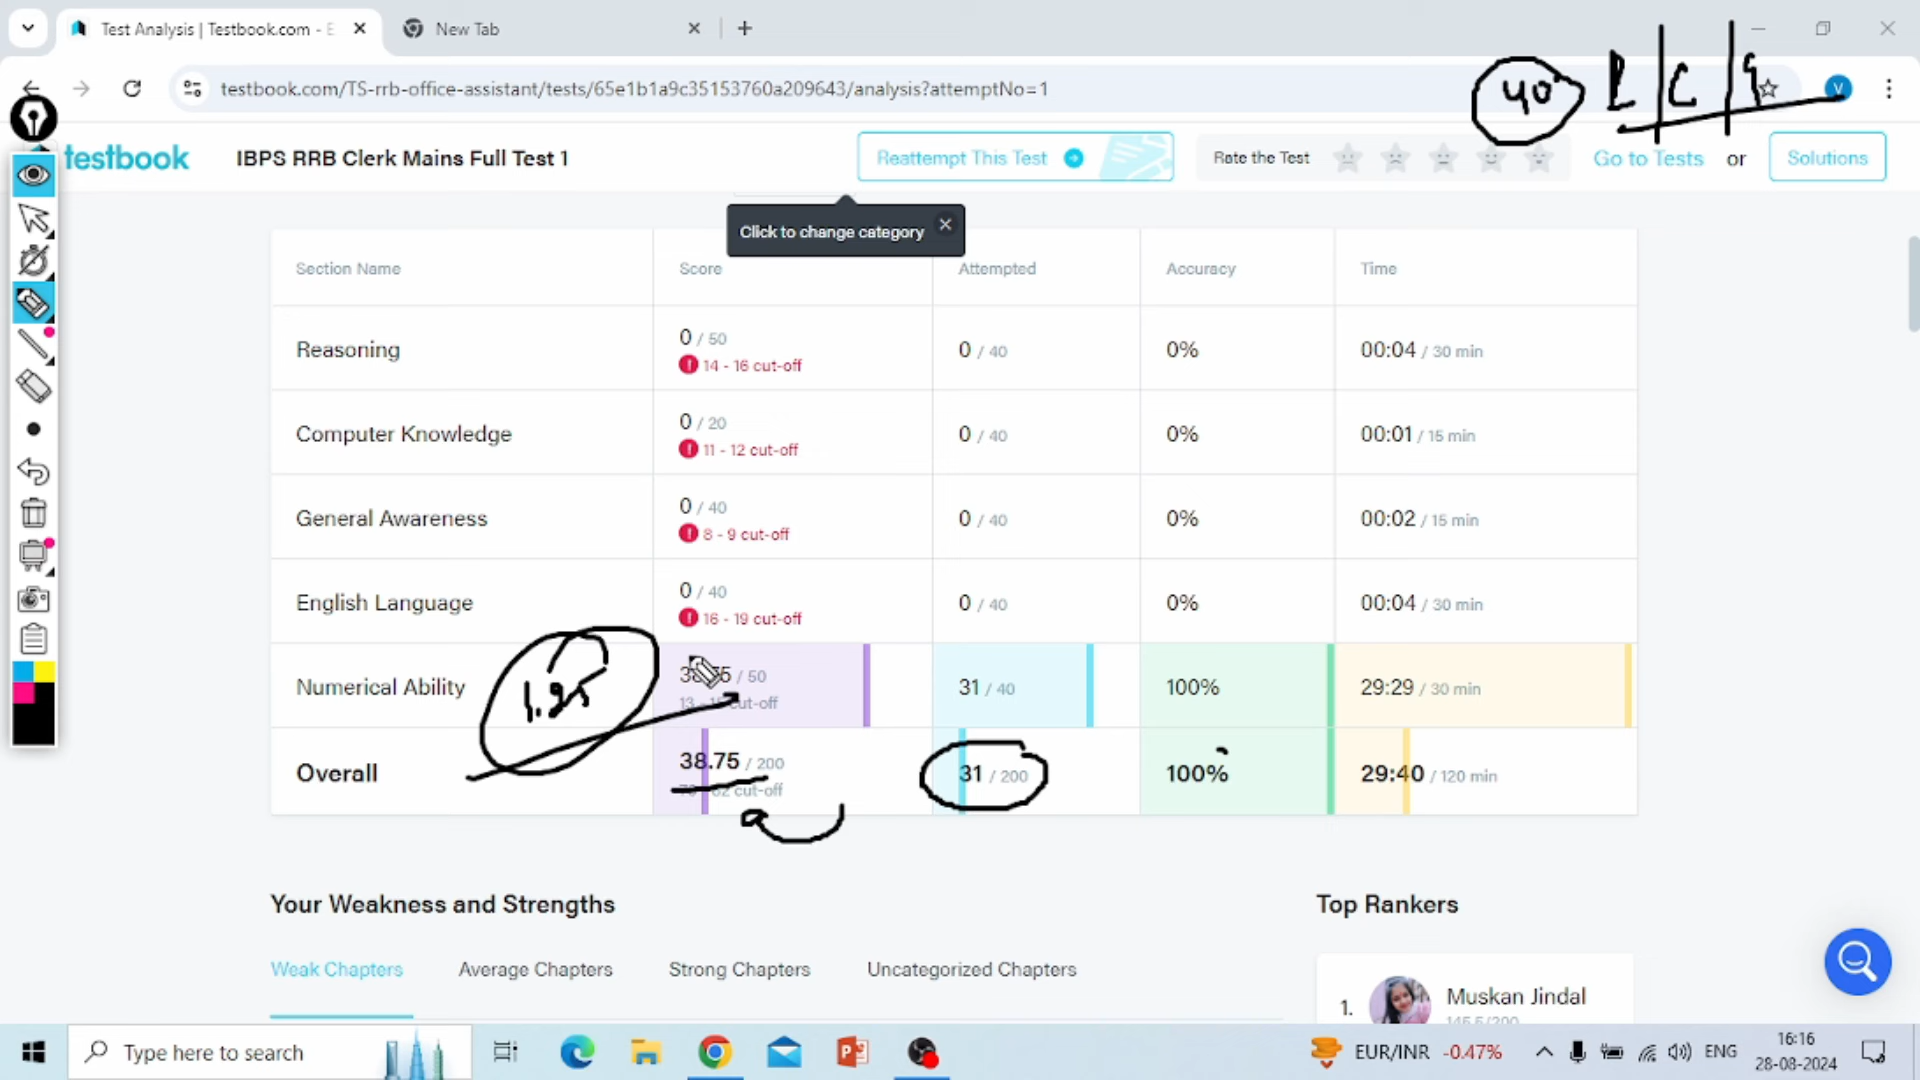 Test Analysis | Testbook.com - E
New Tab
testbook.com/TS-rrb-office-assistant/tests/65e1b1a9c35153760a209643/analysis?attemptNo=1
V
40
testbook
IBPS RRB Clerk Mains Full Test 1
Reattempt This Test
Rate the Test
Go to Tests or
Solutions
Click to change category
Section Name Score Attempted Accuracy Time
Reasoning 0 / 50 0 / 40 0% 00:04 / 30 min
14 - 16 cut-off
Computer Knowledge 0 / 20 0 / 40 0% 00:01 / 15 min
11 - 12 cut-off
General Awareness 0 / 40 0 / 40 0% 00:02 / 15 min
8 - 9 cut-off
English Language 0 / 40 0 / 40 0% 00:04 / 30 min
16 - 19 cut-off
1.25
Numerical Ability / 50 31 / 40 100% 29:29 / 30 min
cut-off
Overall 38.75 / 200 31 / 200 100% 29:40 / 120 min
cut-off
Your Weakness and Strengths
Top Rankers
Weak Chapters Average Chapters Strong Chapters Uncategorized Chapters
1. Muskan Jindal
Type here to search
EUR/INR -0.47%
ENG
16:16
28-08-2024